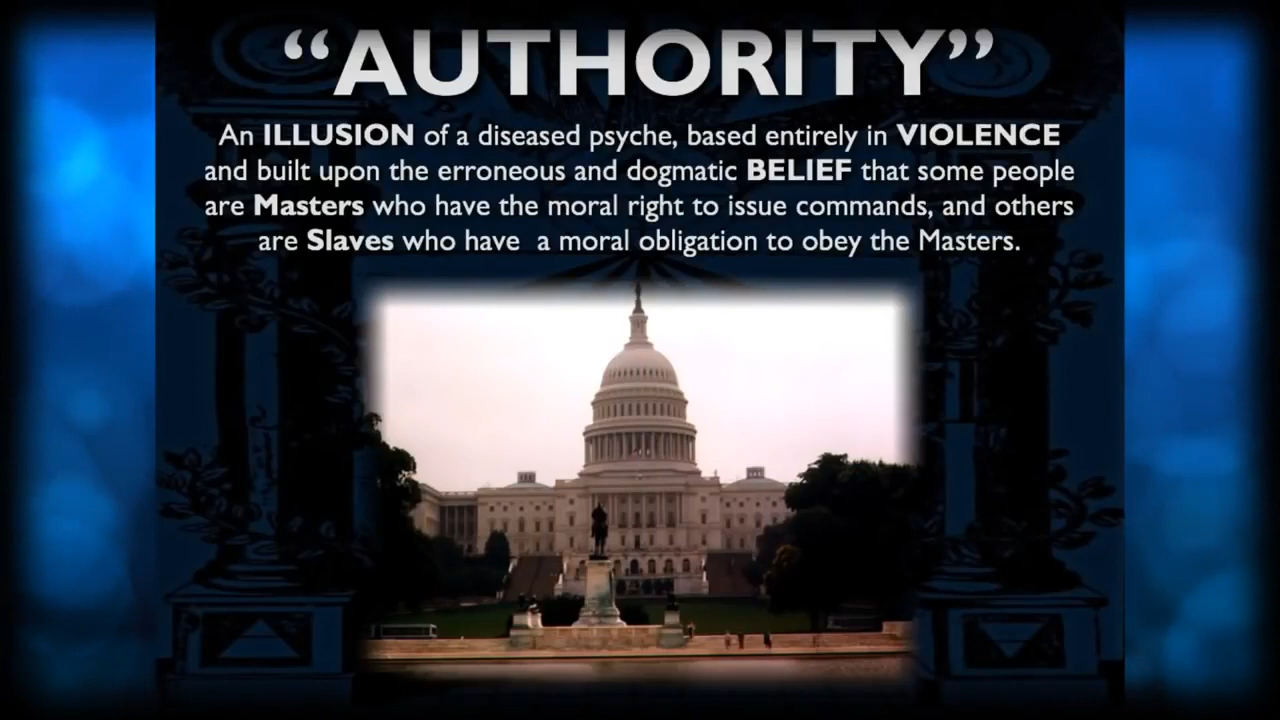 “AUTHORITY”
An ILLUSION of a diseased psyche, based entirely in VIOLENCE
and built upon the erroneous and dogmatic BELIEF that some people
are Masters who have the moral right to issue commands, and others
are Slaves who have  a moral obligation to obey the Masters.